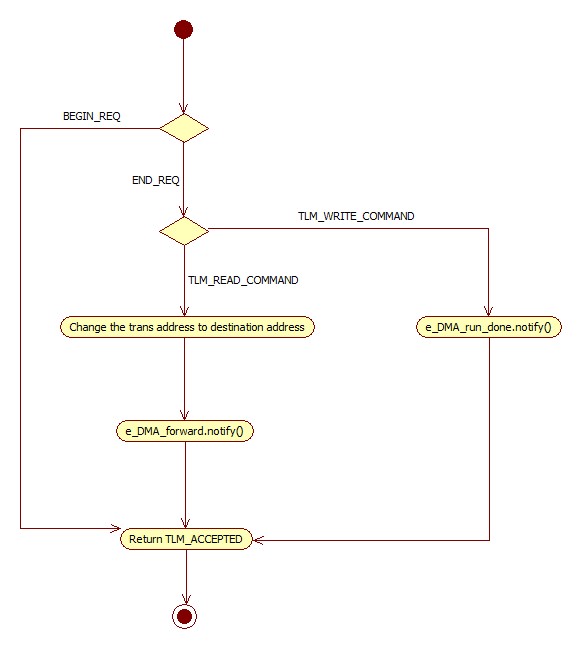 BEGIN_REQ
END_REQ
TLM_WRITE_COMMAND
TLM_READ_COMMAND
Change the trans address to destination address
e_DMA_run_done.notify()
e_DMA_forward.notify()
Return TLM_ACCEPTED